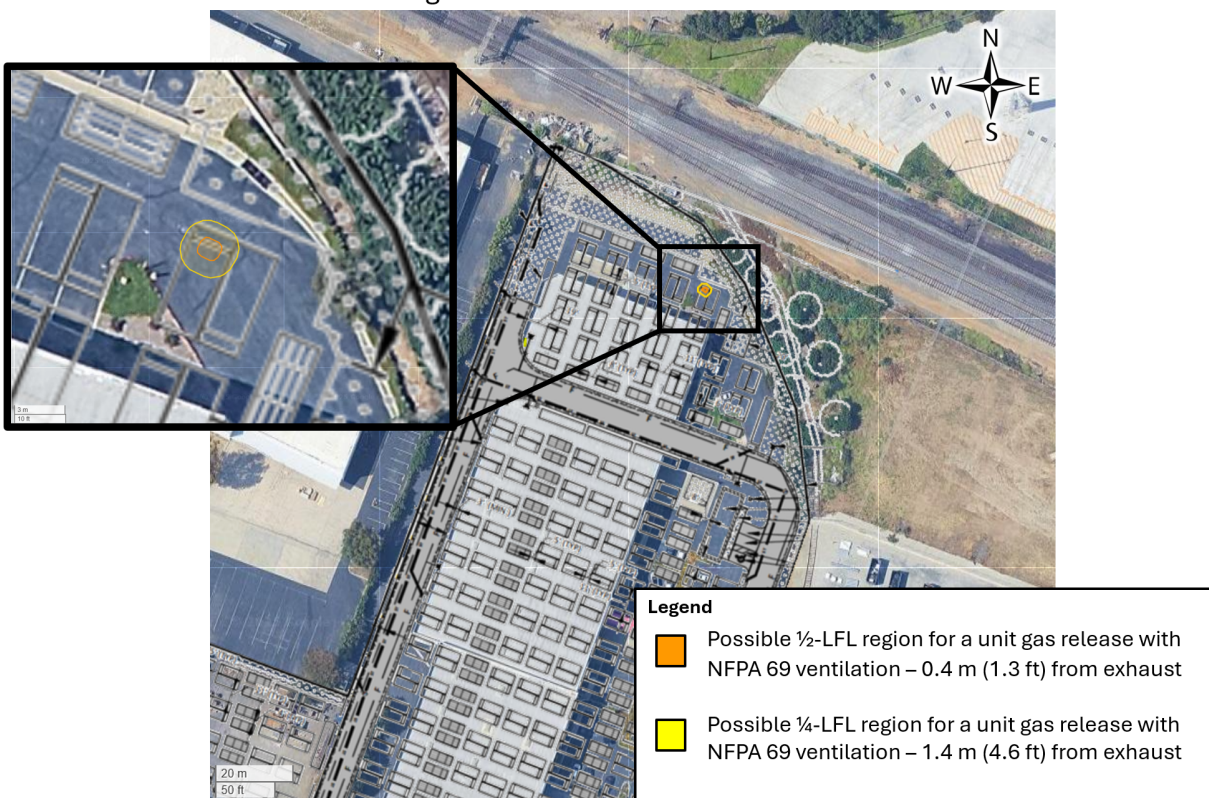 N
W
E
S
3 m
10 ft
Legend
Possible ½-LFL region for a unit gas release with
NFPA 69 ventilation – 0.4 m (1.3 ft) from exhaust
Possible ¼-LFL region for a unit gas release with
NFPA 69 ventilation – 1.4 m (4.6 ft) from exhaust
20 m
50 ft